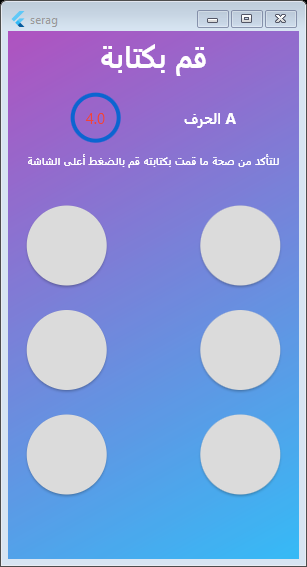 serag
قم بكتابة
الحرف A
4.0
للتأكد من صحة ما قمت بكتابته قم بالضغط أعلى الشاشة